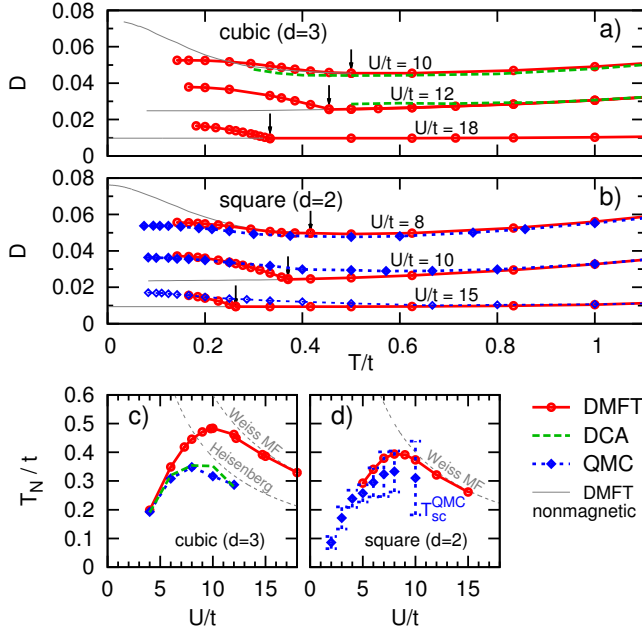 0.08
cubic (d=3)
a)
0.06
U/t = 10
D
0.04
U/t = 12
0.02
U/t = 18
0
0.08
square (d=2)
b)
0.06
U/t = 8
D
0.04
U/t = 10
0.02
U/t = 15
0
0 0.2 0.4 0.6 0.8 1
T/t
0.6
c)
d)
0.5
Weiss MF
Weiss MF
0.4
Heisenberg
T_N / t
0.3
0.2
T_sc^QMC
0.1
cubic (d=3)
square (d=2)
0
0 5 10 15
0 5 10 15
U/t
U/t
DMFT
DCA
QMC
DMFT
nonmagnetic